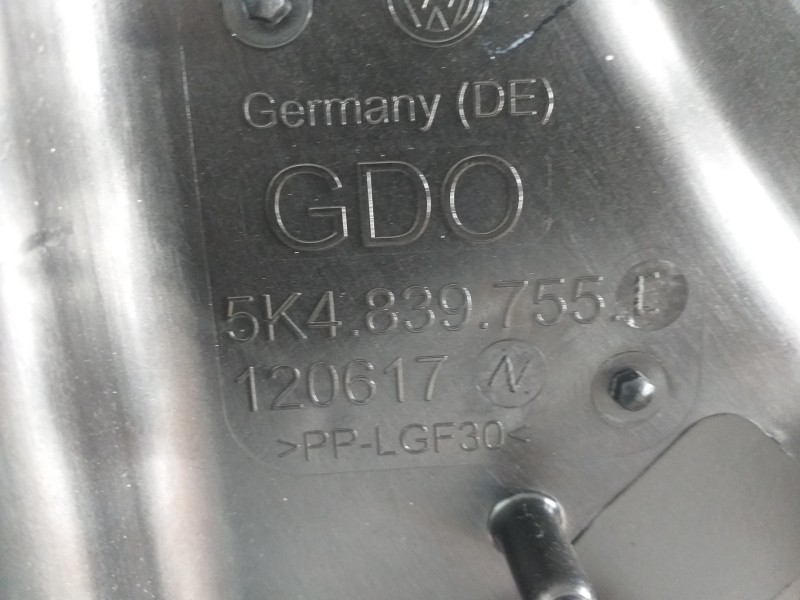 Germany (DE)
GDO
5K4.839.755.L
120617 N.
>PP-LGF30<